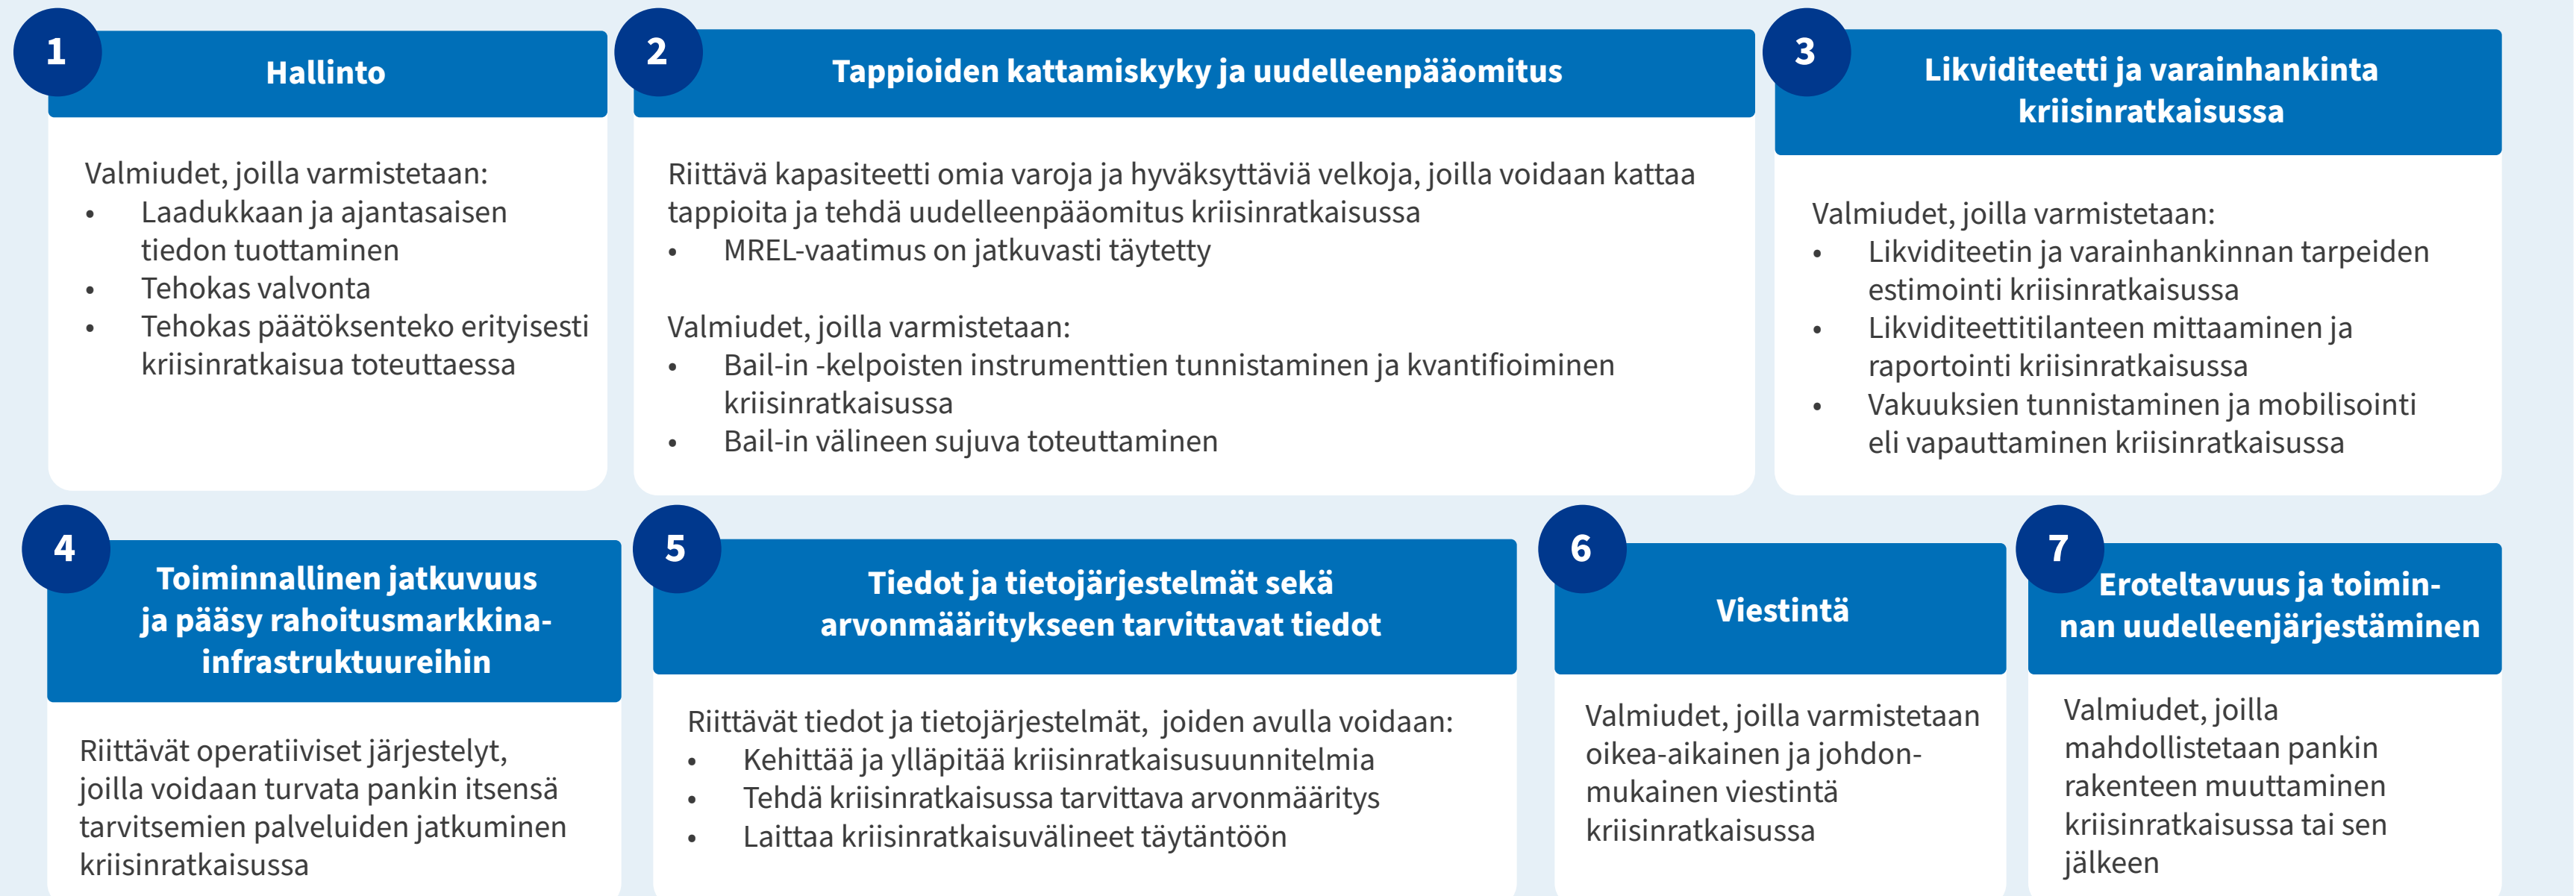 1
Hallinto
Valmiudet, joilla varmistetaan:
• Laadukkaan ja ajantasaisen
tiedon tuottaminen
• Tehokas valvonta
• Tehokas päätöksenteko erityisesti
kriisinratkaisua toteuttaessa
2
Tappioiden kattamiskyky ja uudelleenpääomitus
Riittävä kapasiteetti omia varoja ja hyväksyttäviä velkoja, joilla voidaan kattaa
tappioita ja tehdä uudelleenpääomitus kriisinratkaisussa
• MREL-vaatimus on jatkuvasti täytetty
Valmiudet, joilla varmistetaan:
• Bail-in -kelpoisten instrumenttien tunnistaminen ja kvantifioiminen
kriisinratkaisussa
• Bail-in välineen sujuva toteuttaminen
3
Likviditeetti ja varainhankinta
kriisinratkaisussa
Valmiudet, joilla varmistetaan:
• Likviditeetin ja varainhankinnan tarpeiden
estimointi kriisinratkaisussa
• Likviditeettitilanteen mittaaminen ja
raportointi kriisinratkaisussa
• Vakuuksien tunnistaminen ja mobilisointi
eli vapauttaminen kriisinratkaisussa
4
Toiminnallinen jatkuvuus
ja pääsy rahoitusmarkkina-
infrastruktuureihin
Riittävät operatiiviset järjestelyt,
joilla voidaan turvata pankin itsensä
tarvitsemien palveluiden jatkuminen
kriisinratkaisussa
5
Tiedot ja tietojärjestelmät sekä
arvonmääritykseen tarvittavat tiedot
Riittävät tiedot ja tietojärjestelmät, joiden avulla voidaan:
• Kehittää ja ylläpitää kriisinratkaisusuunnitelmia
• Tehdä kriisinratkaisussa tarvittava arvonmääritys
• Laittaa kriisinratkaisuvälineet täytäntöön
6
Viestintä
Valmiudet, joilla varmistetaan
oikea-aikainen ja johdon-
mukainen viestintä
kriisinratkaisussa
7
Eroteltavuus ja toimin-
nan uudelleenjärjestäminen
Valmiudet, joilla
mahdollistetaan pankin
rakenteen muuttaminen
kriisinratkaisussa tai sen
jälkeen